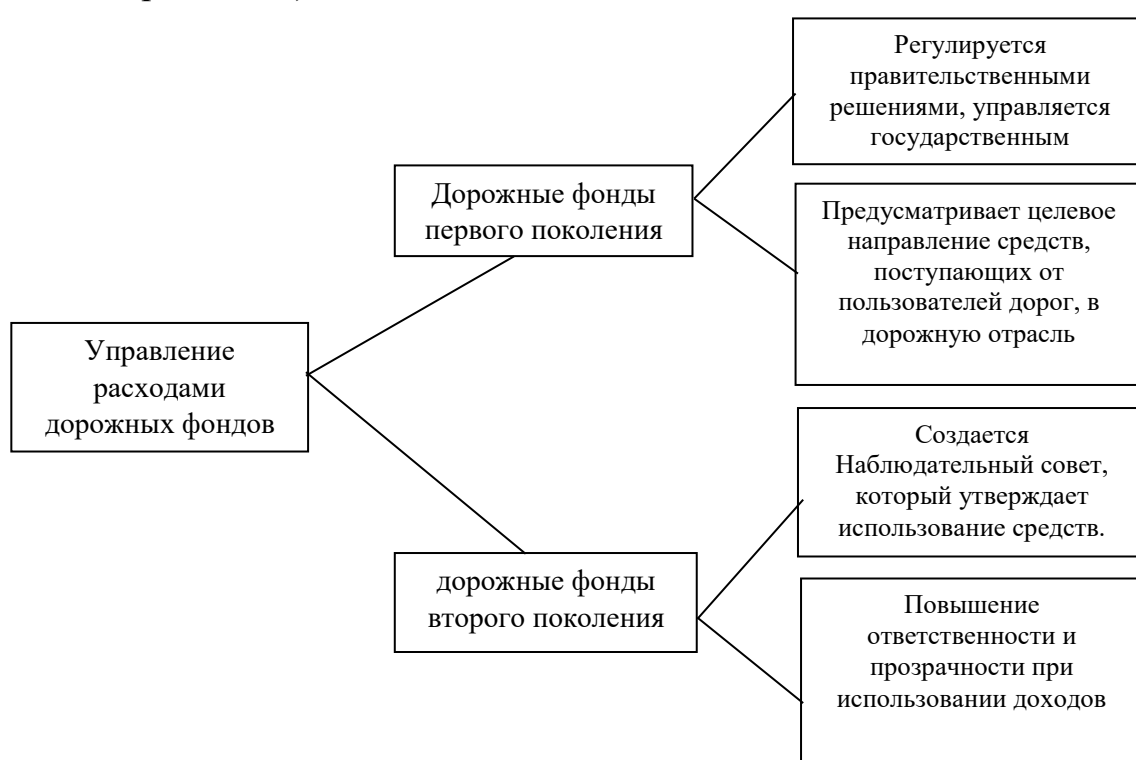 Регулируется
правительственными
решениями, управляется
государственным
Дорожные фонды
первого поколения
Предусматривает целевое
направление средств,
поступающих от
пользователей дорог, в
дорожную отрасль
Управление
расходами
дорожных фондов
Создается
Наблюдательный совет,
который утверждает
использование средств.
дорожные фонды
второго поколения
Повышение
ответственности и
прозрачности при
использовании доходов